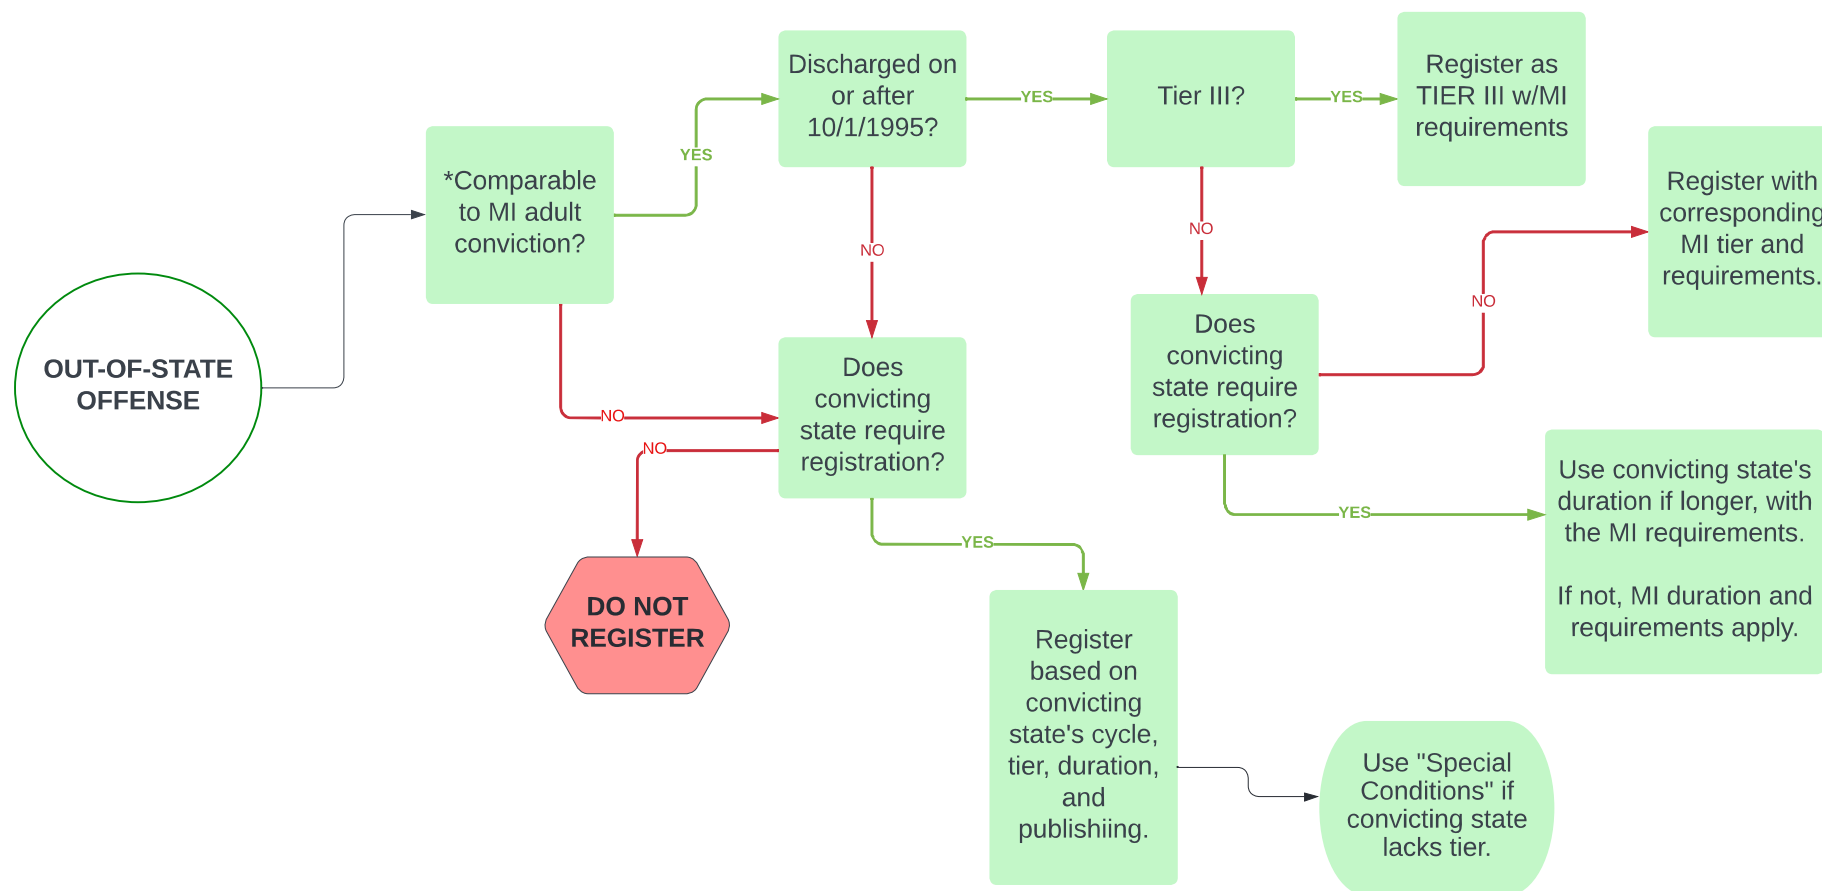 OUT-OF-STATE
OFFENSE
*Comparable
to MI adult
conviction?
YES
NO
Discharged on
or after
10/1/1995?
YES
NO
Tier III?
YES
NO
Register as
TIER III w/MI
requirements
Does
convicting
state require
registration?
NO
YES
DO NOT
REGISTER
Register
based on
convicting
state's cycle,
tier, duration,
and
publishiing.
Use "Special
Conditions" if
convicting state
lacks tier.
Does
convicting
state require
registration?
NO
YES
Register with
corresponding
MI tier and
requirements.
Use convicting state's
duration if longer, with
the MI requirements.
If not, MI duration and
requirements apply.